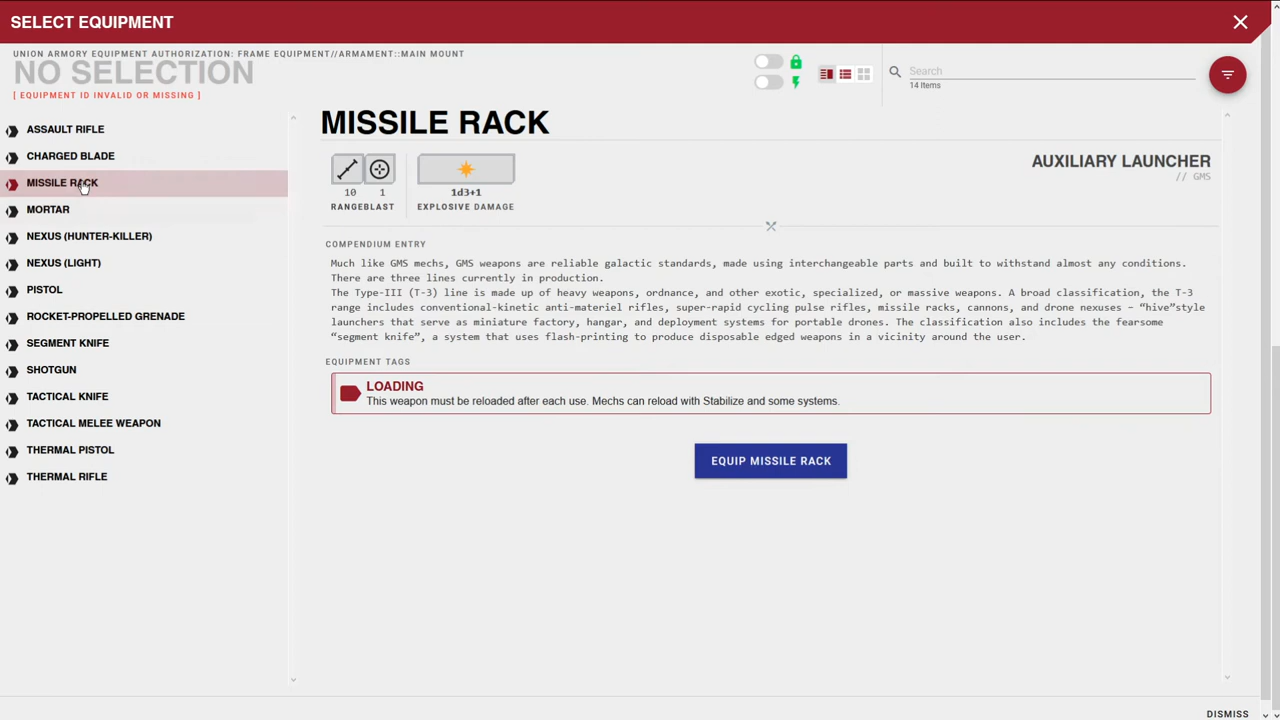 SELECT EQUIPMENT
UNION ARMORY EQUIPMENT AUTHORIZATION: FRAME EQUIPMENT//ARMAMENT::MAIN MOUNT
NO SELECTION
[ EQUIPMENT ID INVALID OR MISSING ]
Search
14 Items
ASSAULT RIFLE
CHARGED BLADE
MISSILE RACK
MORTAR
NEXUS (HUNTER-KILLER)
NEXUS (LIGHT)
PISTOL
ROCKET-PROPELLED GRENADE
SEGMENT KNIFE
SHOTGUN
TACTICAL KNIFE
TACTICAL MELEE WEAPON
THERMAL PISTOL
THERMAL RIFLE
MISSILE RACK
AUXILIARY LAUNCHER
// GMS
10 1 1d3+1
RANGEBLAST EXPLOSIVE DAMAGE
COMPENDIUM ENTRY
Much like GMS mechs, GMS weapons are reliable galactic standards, made using interchangeable parts and built to withstand almost any conditions.
There are three lines currently in production.
The Type-III (T-3) line is made up of heavy weapons, ordnance, and other exotic, specialized, or massive weapons. A broad classification, the T-3
range includes conventional-kinetic anti-materiel rifles, super-rapid cycling pulse rifles, missile racks, cannons, and drone nexuses – “hive”style
launchers that serve as miniature factory, hangar, and deployment systems for portable drones. The classification also includes the fearsome
“segment knife”, a system that uses flash-printing to produce disposable edged weapons in a vicinity around the user.
EQUIPMENT TAGS
LOADING
This weapon must be reloaded after each use. Mechs can reload with Stabilize and some systems.
EQUIP MISSILE RACK
DISMISS